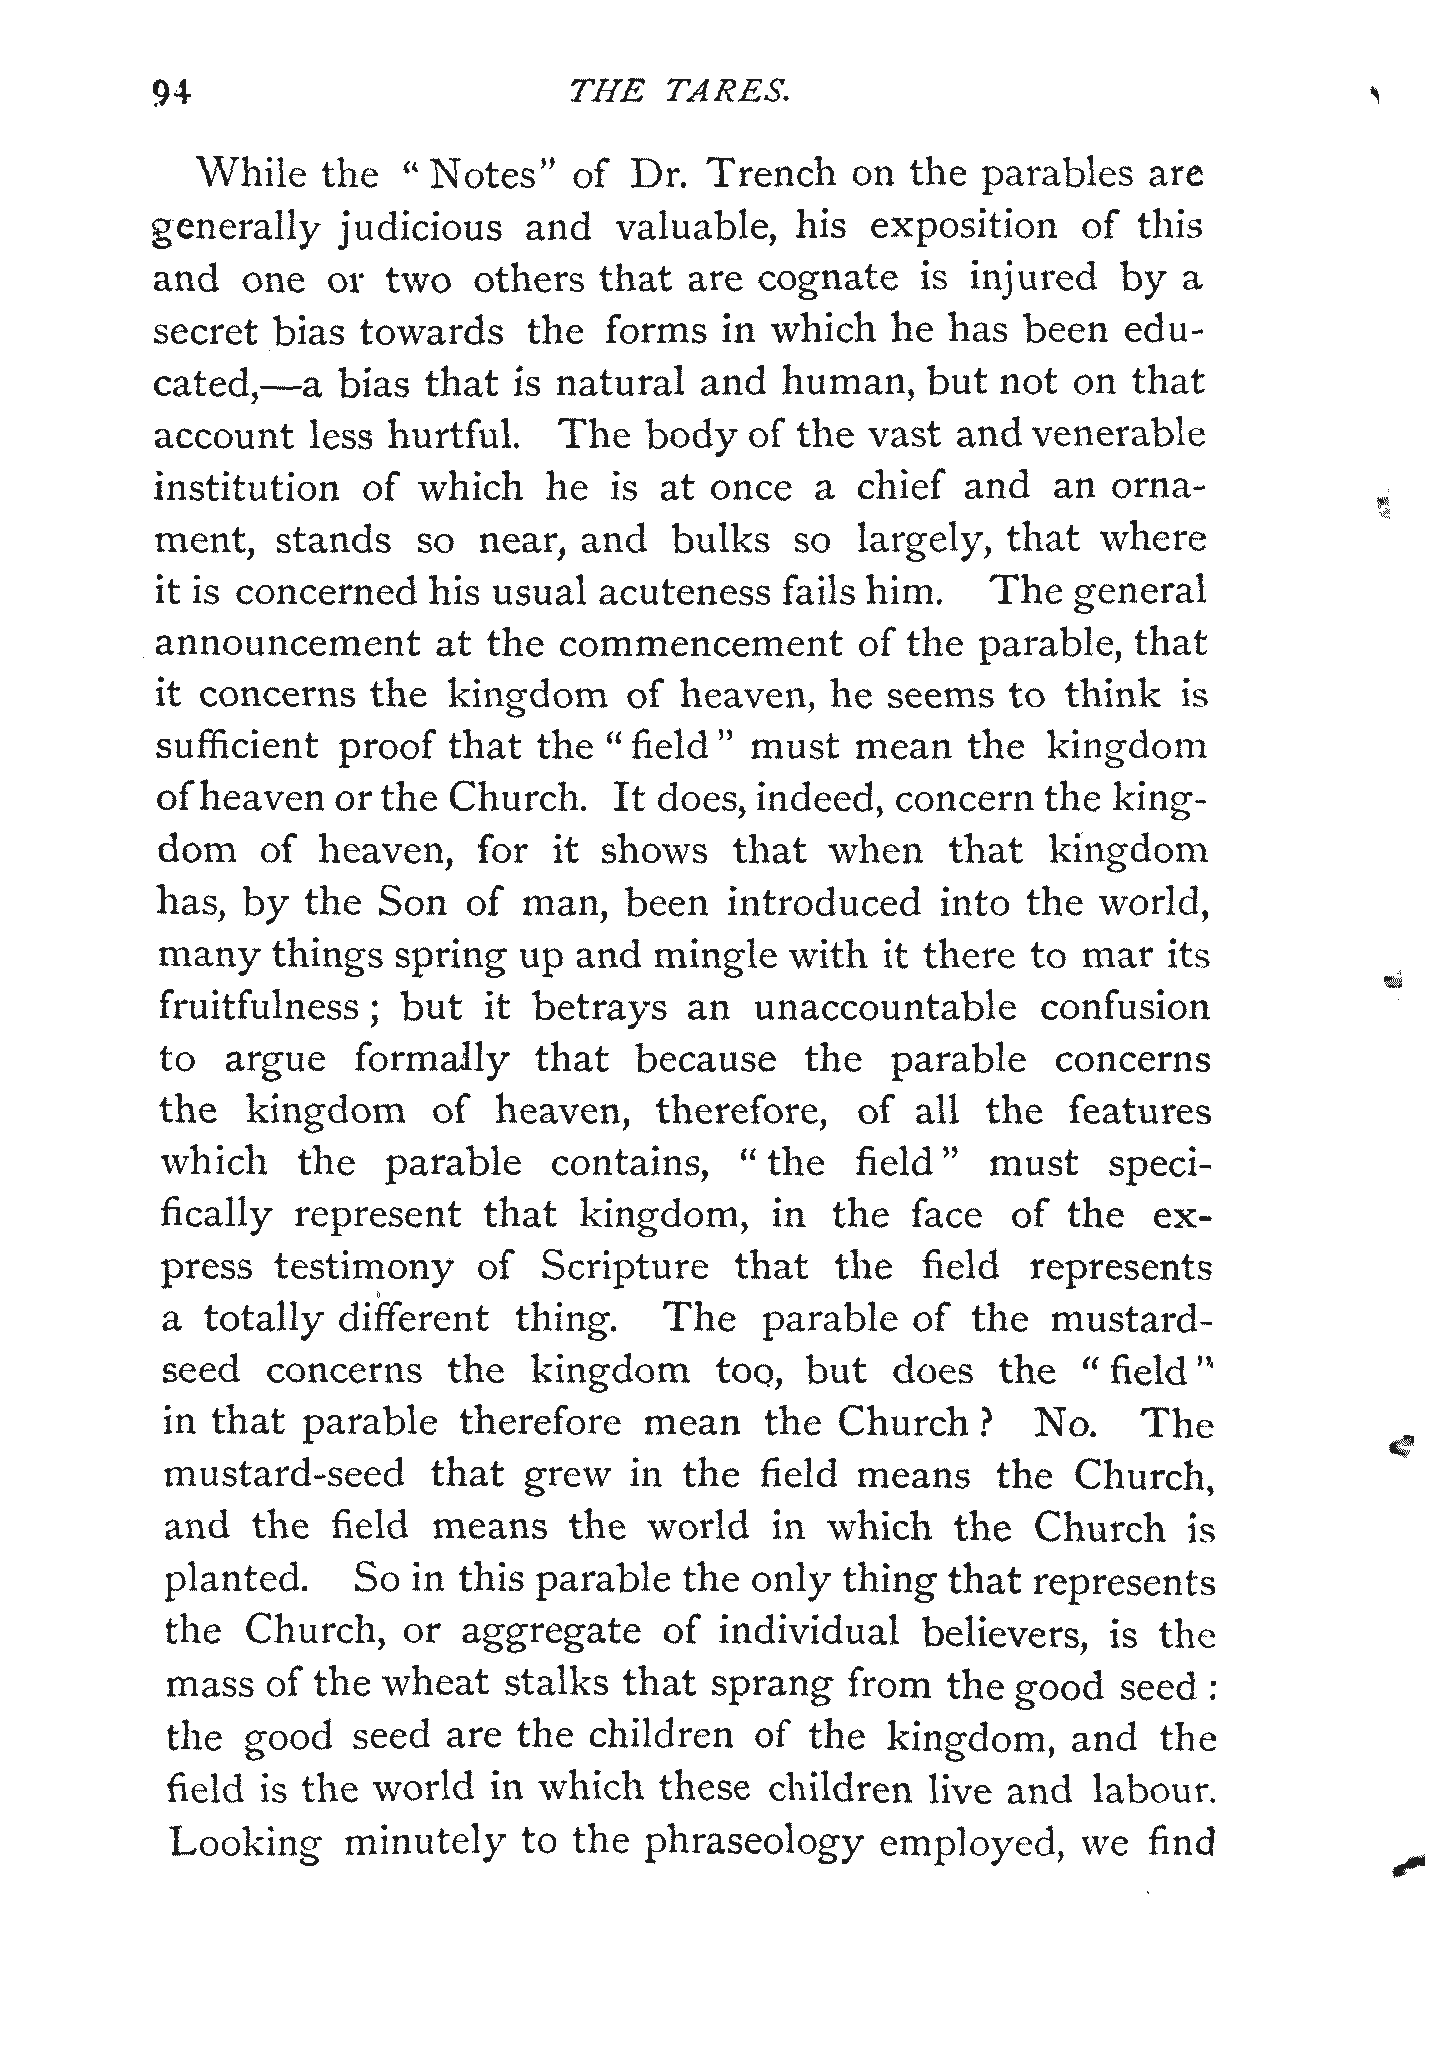 94 THE TARES.
While the " Notes" of Dr. Trench on the parables are
generally judicious and valuable, his exposition of this
and one or two others that are cognate is injured by a
secret bias towards the forms in which he has been edu-
cated,—a bias that is natural and human, but not on that
account less hurtful. The body of the vast and venerable
institution of which he is at once a chief and an orna-
ment, stands so near, and bulks so largely, that where
it is concerned his usual acuteness fails him. The general
announcement at the commencement of the parable, that
it concerns the kingdom of heaven, he seems to think is
sufficient proof that the " field " must mean the kingdom
of heaven or the Church. It does, indeed, concern the king-
dom of heaven, for it shows that when that kingdom
has, by the Son of man, been introduced into the world,
many things spring up and mingle with it there to mar its
fruitfulness ; but it betrays an unaccountable confusion
to argue formally that because the parable concerns
the kingdom of heaven, therefore, of all the features
which the parable contains, " the field " must speci-
fically represent that kingdom, in the face of the ex-
press testimony of Scripture that the field represents
a totally different thing. The parable of the mustard-
seed concerns the kingdom too, but does the " field "
in that parable therefore mean the Church ? No. The
mustard-seed that grew in the field means the Church,
and the field means the world in which the Church is
planted. So in this parable the only thing that represents
the Church, or aggregate of individual believers, is the
mass of the wheat stalks that sprang from the good seed :
the good seed are the children of the kingdom, and the
field is the world in which these children live and labour.
Looking minutely to the phraseology employed, we find